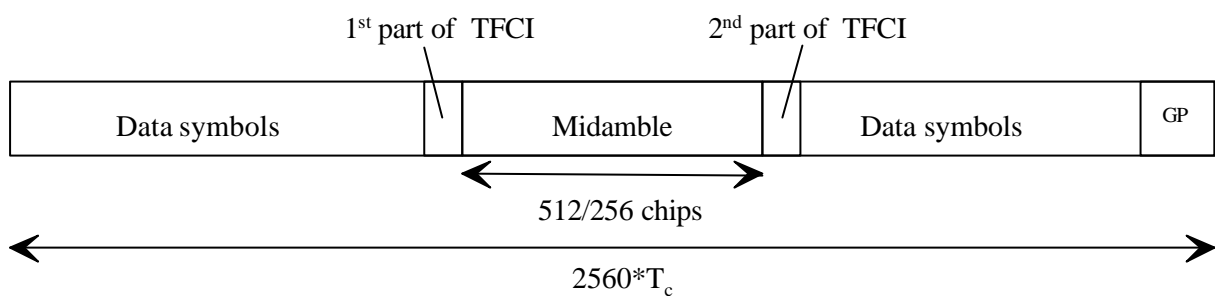 1st part of TFCI
2nd part of TFCI
Data symbols
Midamble
Data symbols
GP
512/256 chips
2560*Tc